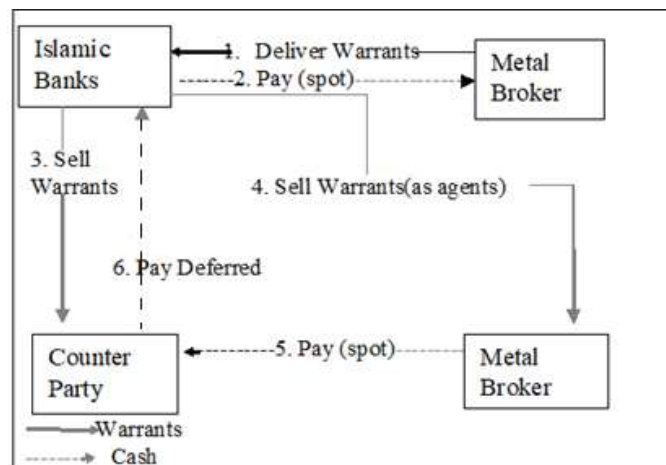 Islamic
Banks
1. Deliver Warrants
2. Pay (spot)
Metal
Broker
3. Sell
Warrants
4. Sell Warrants(as agents)
6. Pay Deferred
Counter
Party
5. Pay (spot)
Metal
Broker
Warrants
Cash